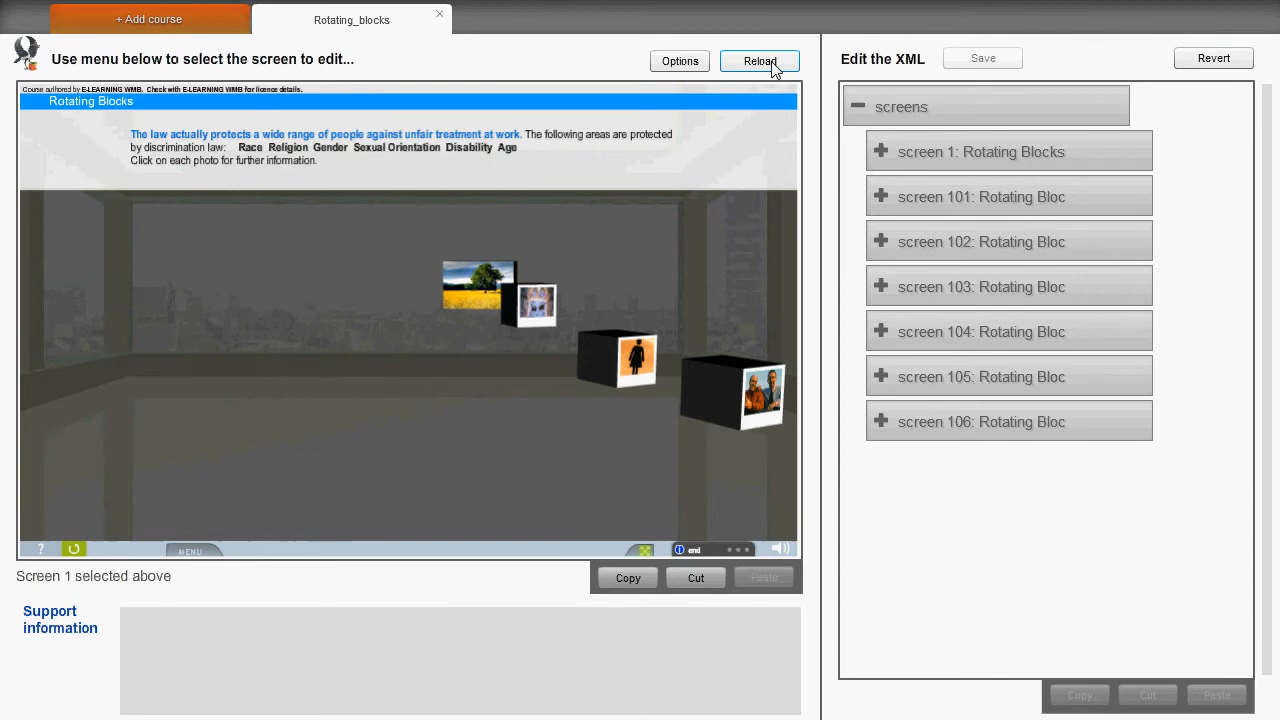 + Add course
Rotating_blocks
Use menu below to select the screen to edit...
Options
Reload
Edit the XML
Save
Revert
Course authored by E-LEARNING WMB. Check with E-LEARNING WMB for licence details.
Rotating Blocks
The law actually protects a wide range of people against unfair treatment at work. The following areas are protected
by discrimination law: Race Religion Gender Sexual Orientation Disability Age
Click on each photo for further information.
screens
screen 1: Rotating Blocks
screen 101: Rotating Bloc
screen 102: Rotating Bloc
screen 103: Rotating Bloc
screen 104: Rotating Bloc
screen 105: Rotating Bloc
screen 106: Rotating Bloc
?
MENU
end
Screen 1 selected above
Copy
Cut
Paste
Support
information
Copy
Cut
Paste